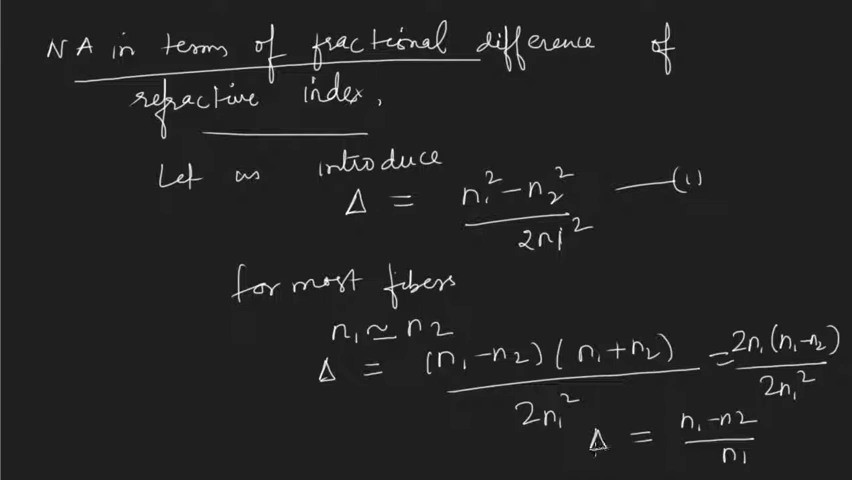 NA in terms of fractional difference of
refractive index.
Let us introduce
Δ = (n₁² - n₂²) / 2n1² —(1)
for most fibers
n₁ ≃ n2
Δ = (n₁ - n2)(n₁ + n2) / 2n₁² = 2n₁(n₁ - n₂) / 2n₁²
Δ = (n₁ - n2) / n1